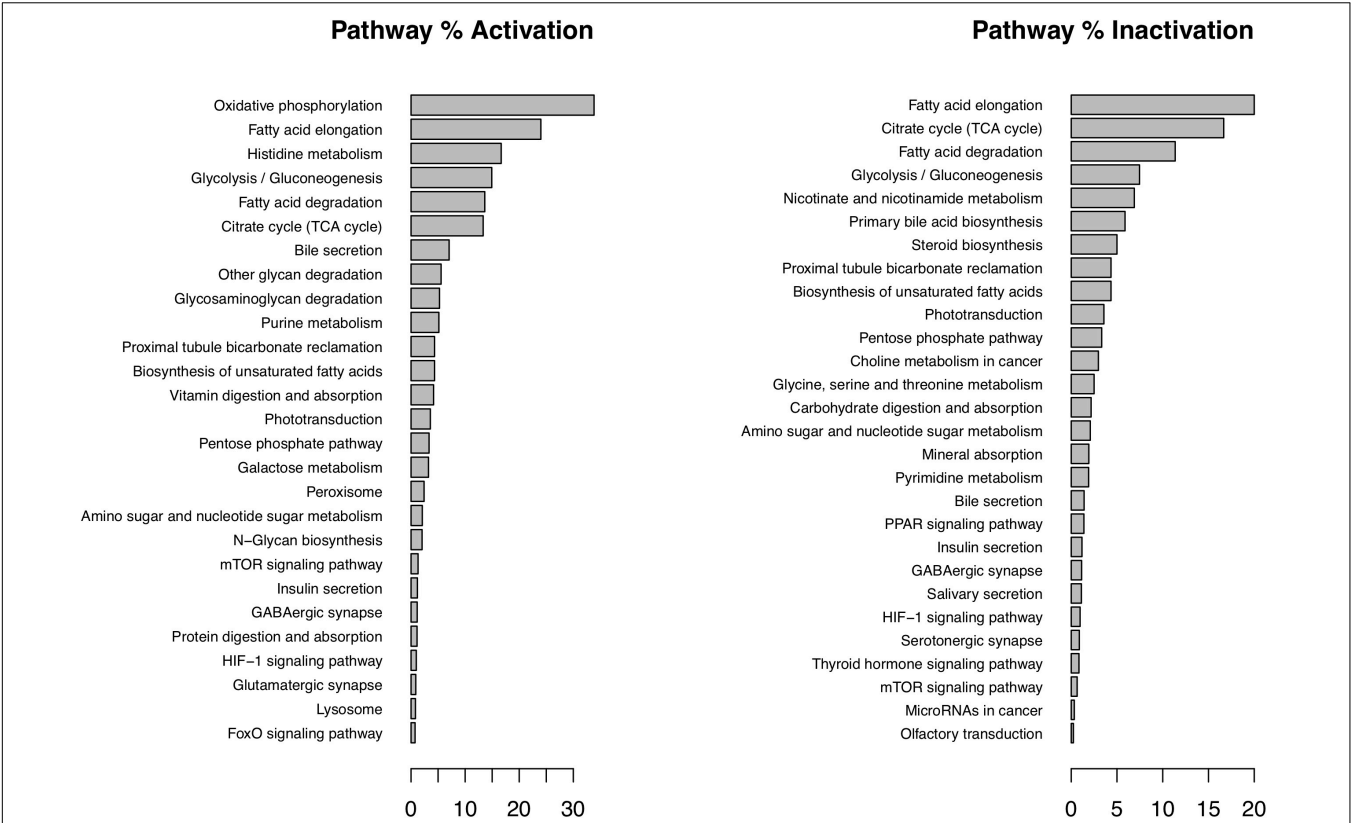 Pathway % Activation
Oxidative phosphorylation
Fatty acid elongation
Histidine metabolism
Glycolysis / Gluconeogenesis
Fatty acid degradation
Citrate cycle (TCA cycle)
Bile secretion
Other glycan degradation
Glycosaminoglycan degradation
Purine metabolism
Proximal tubule bicarbonate reclamation
Biosynthesis of unsaturated fatty acids
Vitamin digestion and absorption
Phototransduction
Pentose phosphate pathway
Galactose metabolism
Peroxisome
Amino sugar and nucleotide sugar metabolism
N−Glycan biosynthesis
mTOR signaling pathway
Insulin secretion
GABAergic synapse
Protein digestion and absorption
HIF−1 signaling pathway
Glutamatergic synapse
Lysosome
FoxO signaling pathway
0 10 20 30
Pathway % Inactivation
Fatty acid elongation
Citrate cycle (TCA cycle)
Fatty acid degradation
Glycolysis / Gluconeogenesis
Nicotinate and nicotinamide metabolism
Primary bile acid biosynthesis
Steroid biosynthesis
Proximal tubule bicarbonate reclamation
Biosynthesis of unsaturated fatty acids
Phototransduction
Pentose phosphate pathway
Choline metabolism in cancer
Glycine, serine and threonine metabolism
Carbohydrate digestion and absorption
Amino sugar and nucleotide sugar metabolism
Mineral absorption
Pyrimidine metabolism
Bile secretion
PPAR signaling pathway
Insulin secretion
GABAergic synapse
Salivary secretion
HIF−1 signaling pathway
Serotonergic synapse
Thyroid hormone signaling pathway
mTOR signaling pathway
MicroRNAs in cancer
Olfactory transduction
0 5 10 15 20